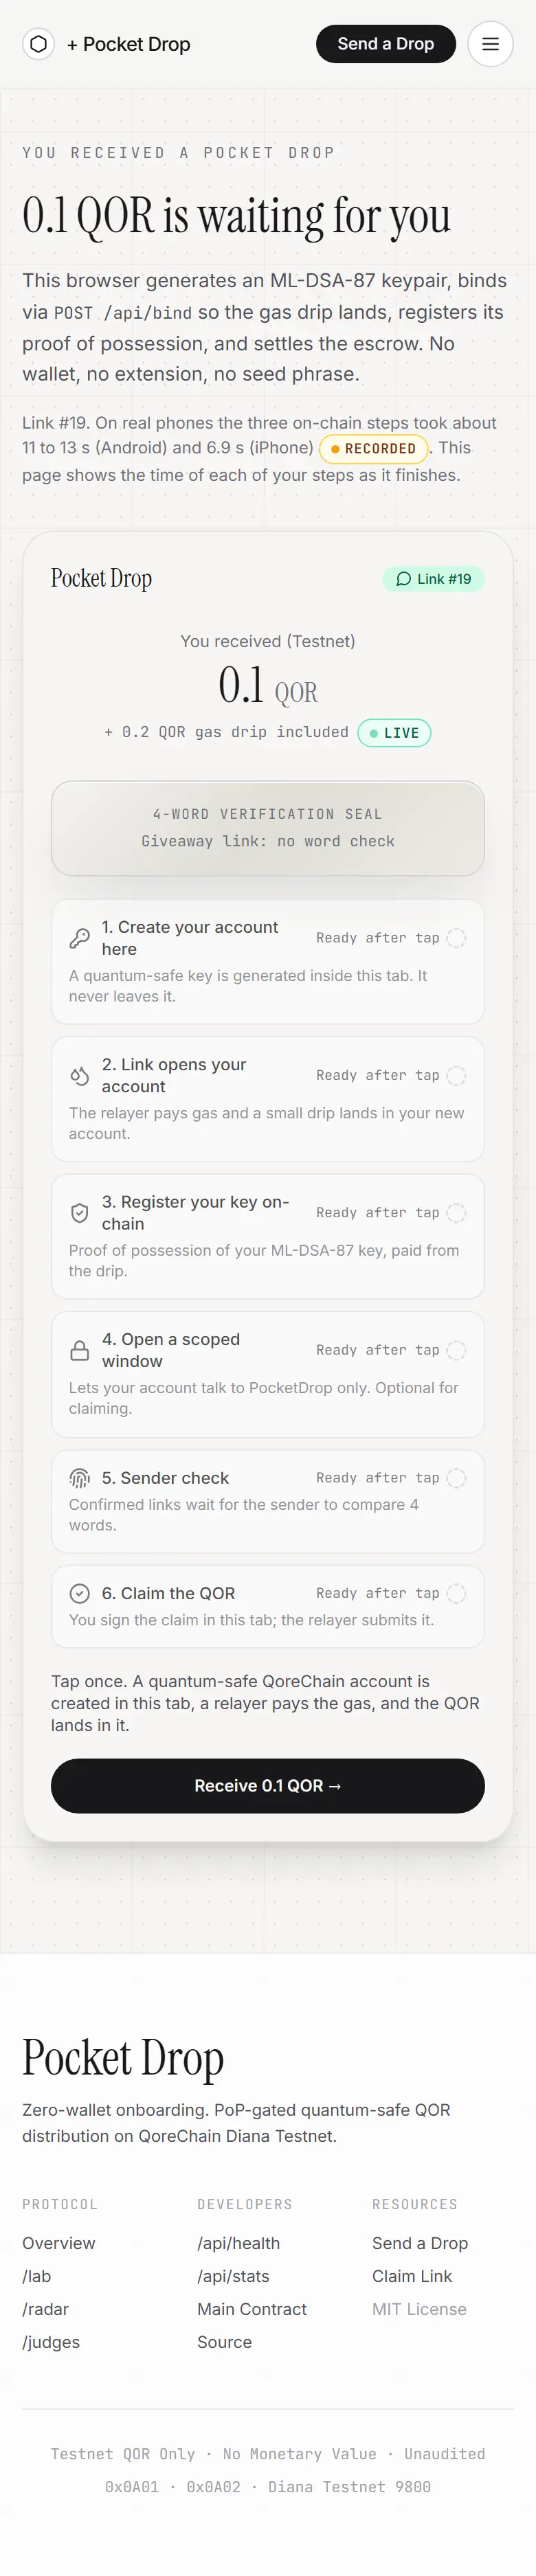 + Pocket Drop
Send a Drop
YOU RECEIVED A POCKET DROP
0.1 QOR is waiting for you
This browser generates an ML-DSA-87 keypair, binds
via POST /api/bind so the gas drip lands, registers its
proof of possession, and settles the escrow. No
wallet, no extension, no seed phrase.
Link #19. On real phones the three on-chain steps took about
11 to 13 s (Android) and 6.9 s (iPhone) RECORDED . This
page shows the time of each of your steps as it finishes.
Pocket Drop
Link #19
You received (Testnet)
0.1 QOR
+ 0.2 QOR gas drip included LIVE
4-WORD VERIFICATION SEAL
Giveaway link: no word check
1. Create your account
here
Ready after tap
A quantum-safe key is generated inside this tab. It
never leaves it.
2. Link opens your
account
Ready after tap
The relayer pays gas and a small drip lands in your new
account.
3. Register your key on-
chain
Ready after tap
Proof of possession of your ML-DSA-87 key, paid from
the drip.
4. Open a scoped
window
Ready after tap
Lets your account talk to PocketDrop only. Optional for
claiming.
5. Sender check
Ready after tap
Confirmed links wait for the sender to compare 4
words.
6. Claim the QOR
Ready after tap
You sign the claim in this tab; the relayer submits it.
Tap once. A quantum-safe QoreChain account is
created in this tab, a relayer pays the gas, and the QOR
lands in it.
Receive 0.1 QOR →
Pocket Drop
Zero-wallet onboarding. PoP-gated quantum-safe QOR
distribution on QoreChain Diana Testnet.
PROTOCOL
Overview
/lab
/radar
/judges
DEVELOPERS
/api/health
/api/stats
Main Contract
Source
RESOURCES
Send a Drop
Claim Link
MIT License
Testnet QOR Only · No Monetary Value · Unaudited
0x0A01 · 0x0A02 · Diana Testnet 9800